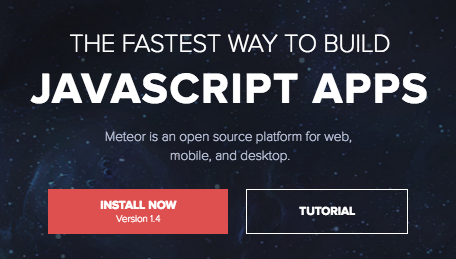 THE FASTEST WAY TO BUILD
JAVASCRIPT APPS
Meteor is an open source platform for web,
mobile, and desktop.
INSTALL NOW
Version 1.4
TUTORIAL